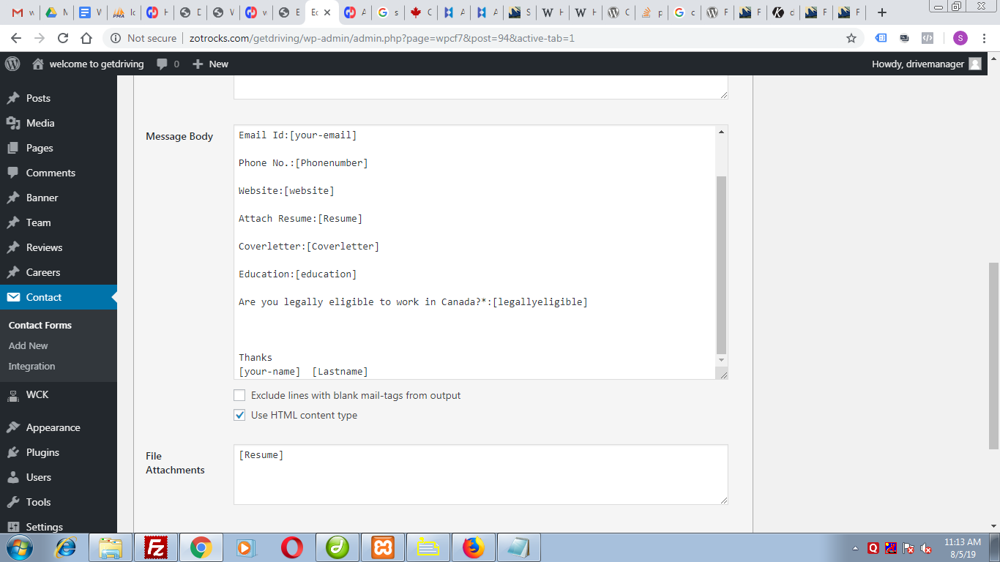 w
M
W
Ic
H
D
V
w
E
Ec
A
s
C
A
A
S
H
H
C
p
c
F
F
d
F
F
Not secure
zotrocks.com/getdriving/wp-admin/admin.php?page=wpcf7&post=94&active-tab=1
S
welcome to getdriving
0
New
Howdy, drivemanager
Posts
Media
Pages
Comments
Banner
Team
Reviews
Careers
Contact
Contact Forms
Add New
Integration
WCK
Appearance
Plugins
Users
Tools
Settings
Message Body
Email Id:[your-email]
Phone No.:[Phonenumber]
Website:[website]
Attach Resume:[Resume]
Coverletter:[Coverletter]
Education:[education]
Are you legally eligible to work in Canada?*:[legallyeligible]
Thanks
[your-name]  [Lastname]
Exclude lines with blank mail-tags from output
Use HTML content type
File
Attachments
[Resume]
11:13 AM
8/5/19